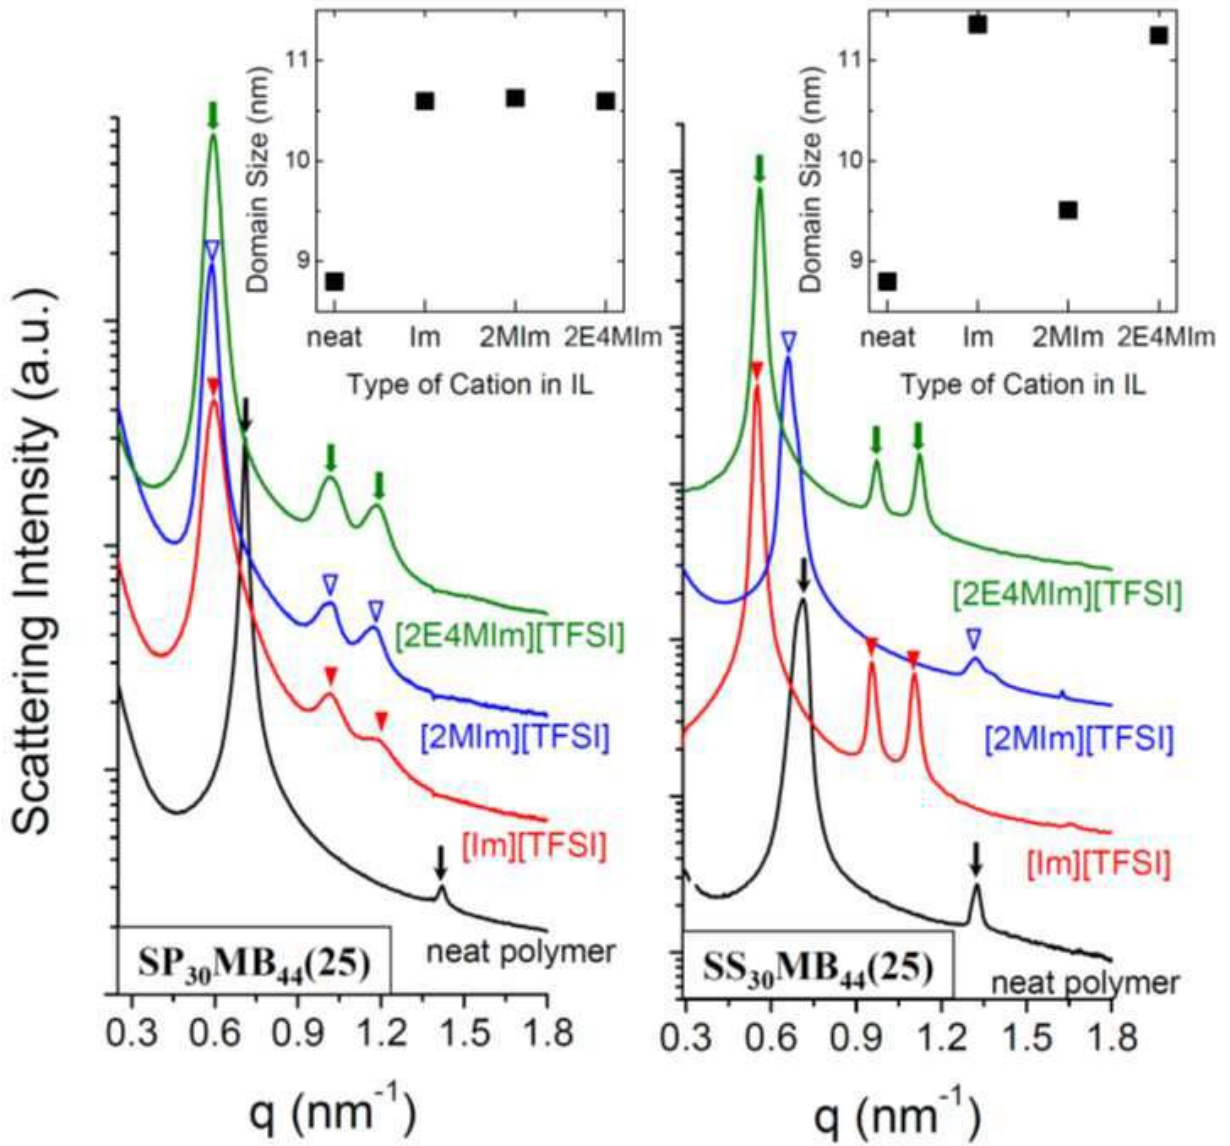 Scattering Intensity (a.u.)
Domain Size (nm)
11
10
9
neat Im 2MIm 2E4MIm
Type of Cation in IL
[2E4MIm][TFSI]
[2MIm][TFSI]
[Im][TFSI]
neat polymer
SP30MB44(25)
0.3 0.6 0.9 1.2 1.5 1.8
q (nm-1)
Domain Size (nm)
11
10
9
neat Im 2MIm 2E4MIm
Type of Cation in IL
[2E4MIm][TFSI]
[2MIm][TFSI]
[Im][TFSI]
neat polymer
SS30MB44(25)
0.3 0.6 0.9 1.2 1.5 1.8
q (nm-1)